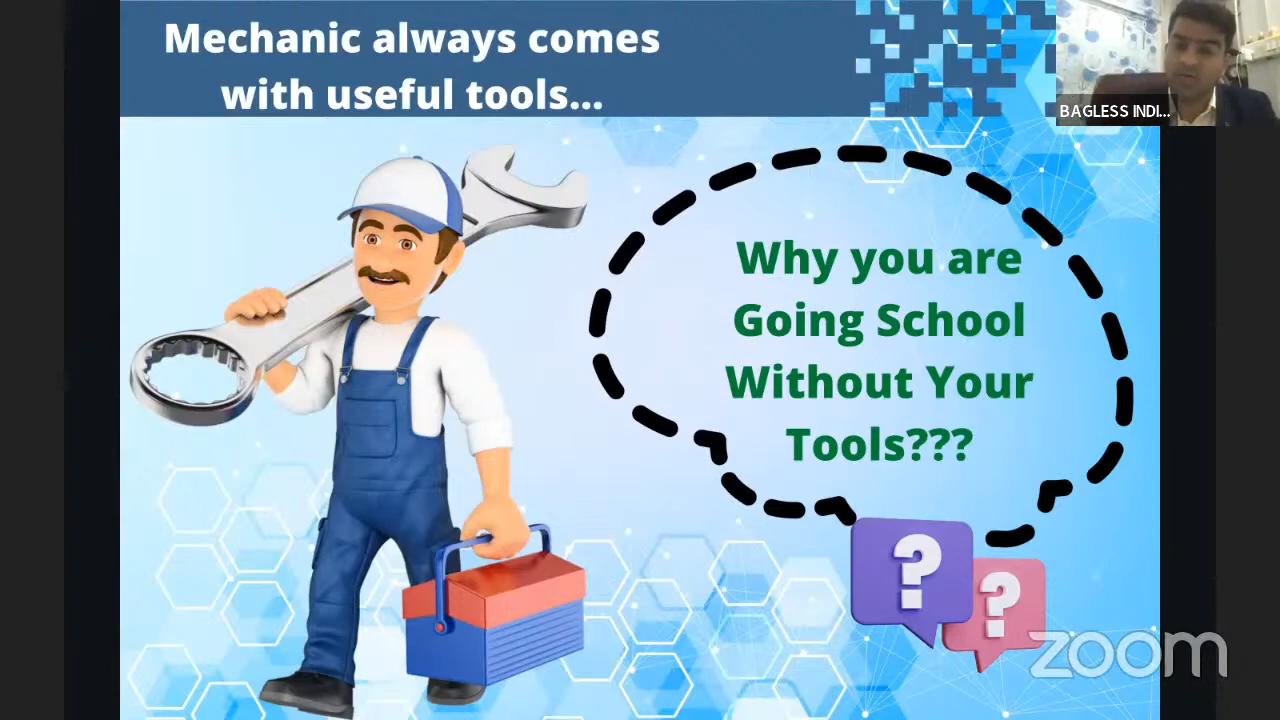 Mechanic always comes
with useful tools...
BAGLESS INDI...
Why you are
Going School
Without Your
Tools???
?
?
zoom